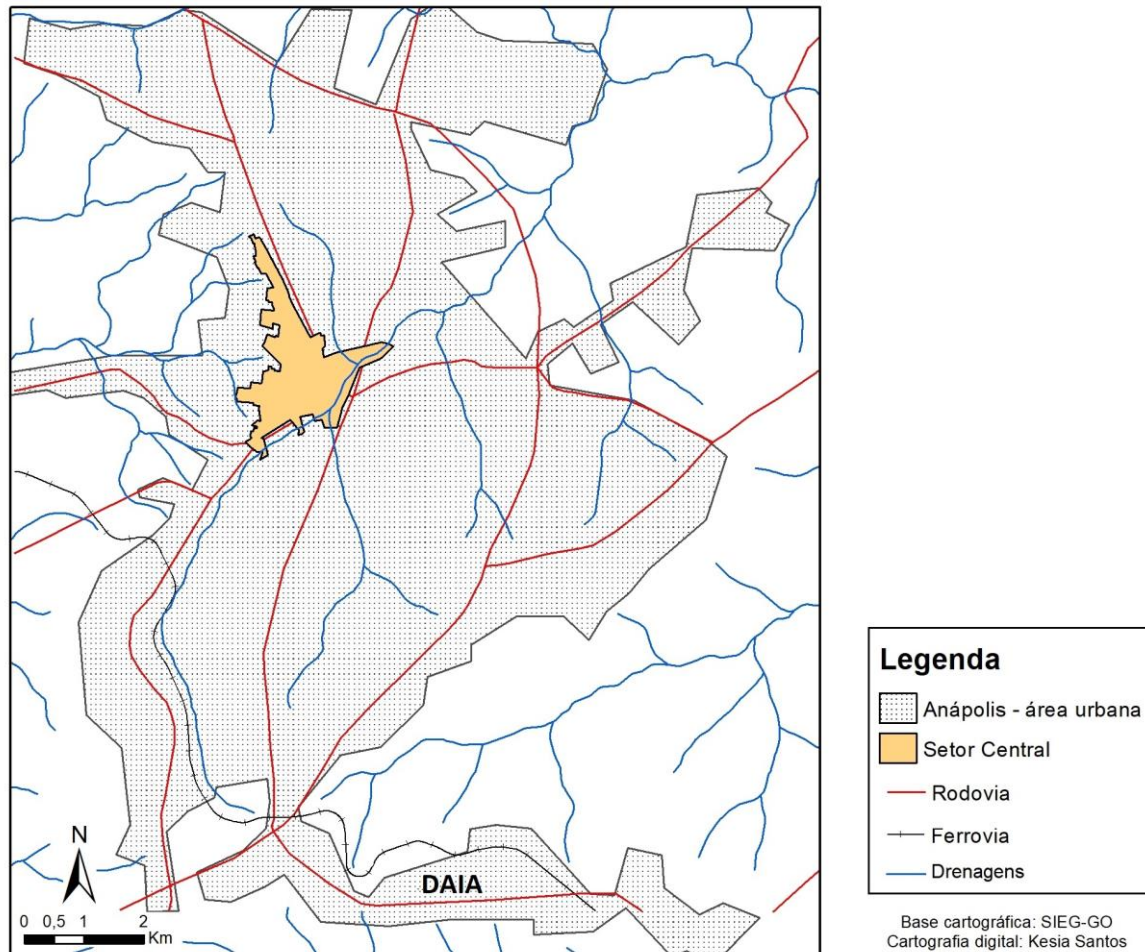 DAIA
N
0 0,5 1 2
Km
Legenda
Anápolis - área urbana
Setor Central
Rodovia
Ferrovia
Drenagens
Base cartográfica: SIEG-GO
Cartografia digital: Kesia Santos